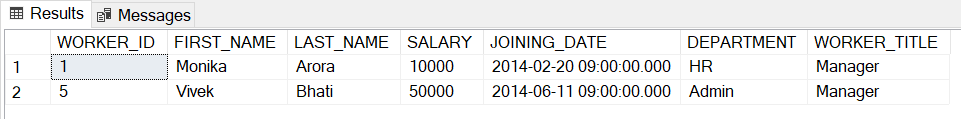 Results Messages
WORKER_ID FIRST_NAME LAST_NAME SALARY JOINING_DATE DEPARTMENT WORKER_TITLE
1 1 Monika Arora 10000 2014-02-20 09:00:00.000 HR Manager
2 5 Vivek Bhati 50000 2014-06-11 09:00:00.000 Admin Manager